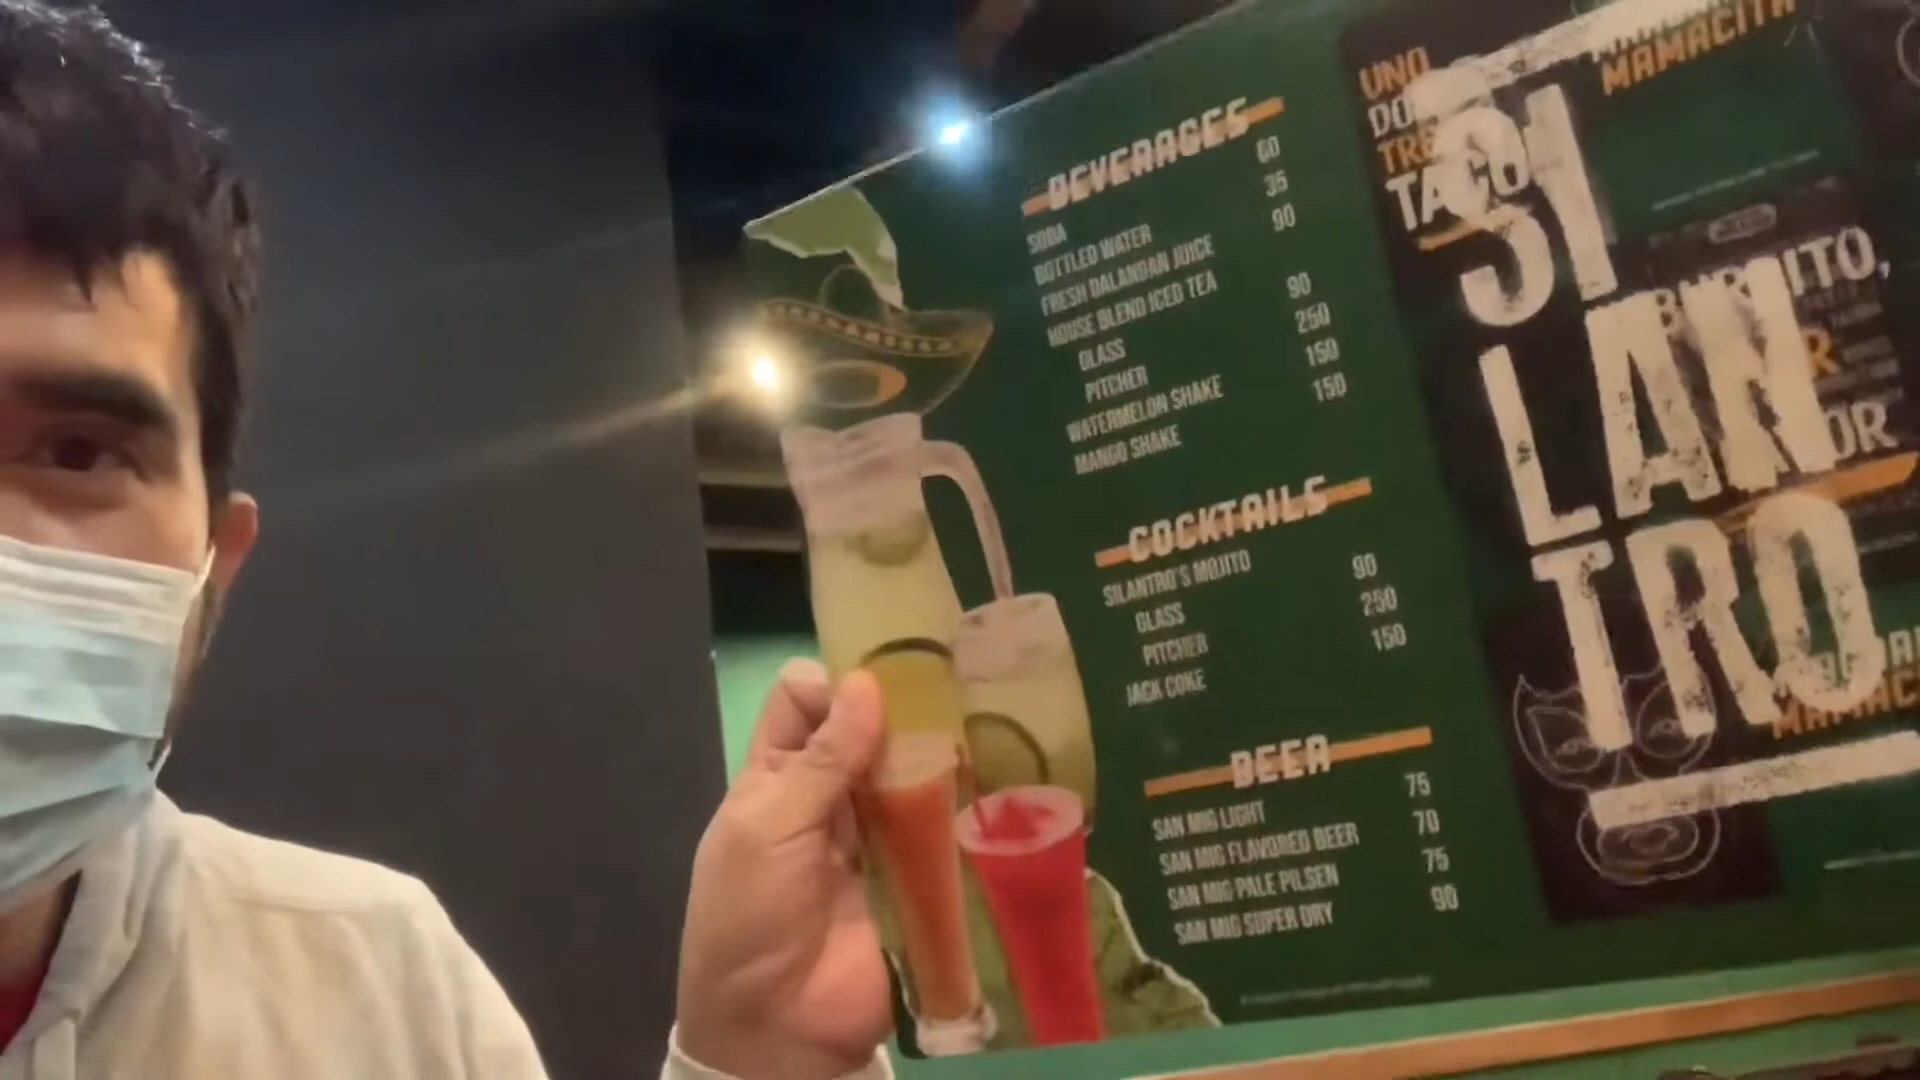 BEVERAGES
SODA 60
BOTTLED WATER 35
FRESH DALANDAN JUICE 90
HOUSE BLEND ICED TEA
GLASS 90
PITCHER 250
WATERMELON SHAKE 150
MANGO SHAKE 150
COCKTAILS
SILANTRO'S MOJITO
GLASS 90
PITCHER 250
JACK COKE 150
BEER
SAN MIG LIGHT 75
SAN MIG FLAVORED BEER 70
SAN MIG PALE PILSEN 75
SAN MIG SUPER DRY 90
UNO
DOS
TRES
TACO
MAMACITA
SI
LAN
TRO